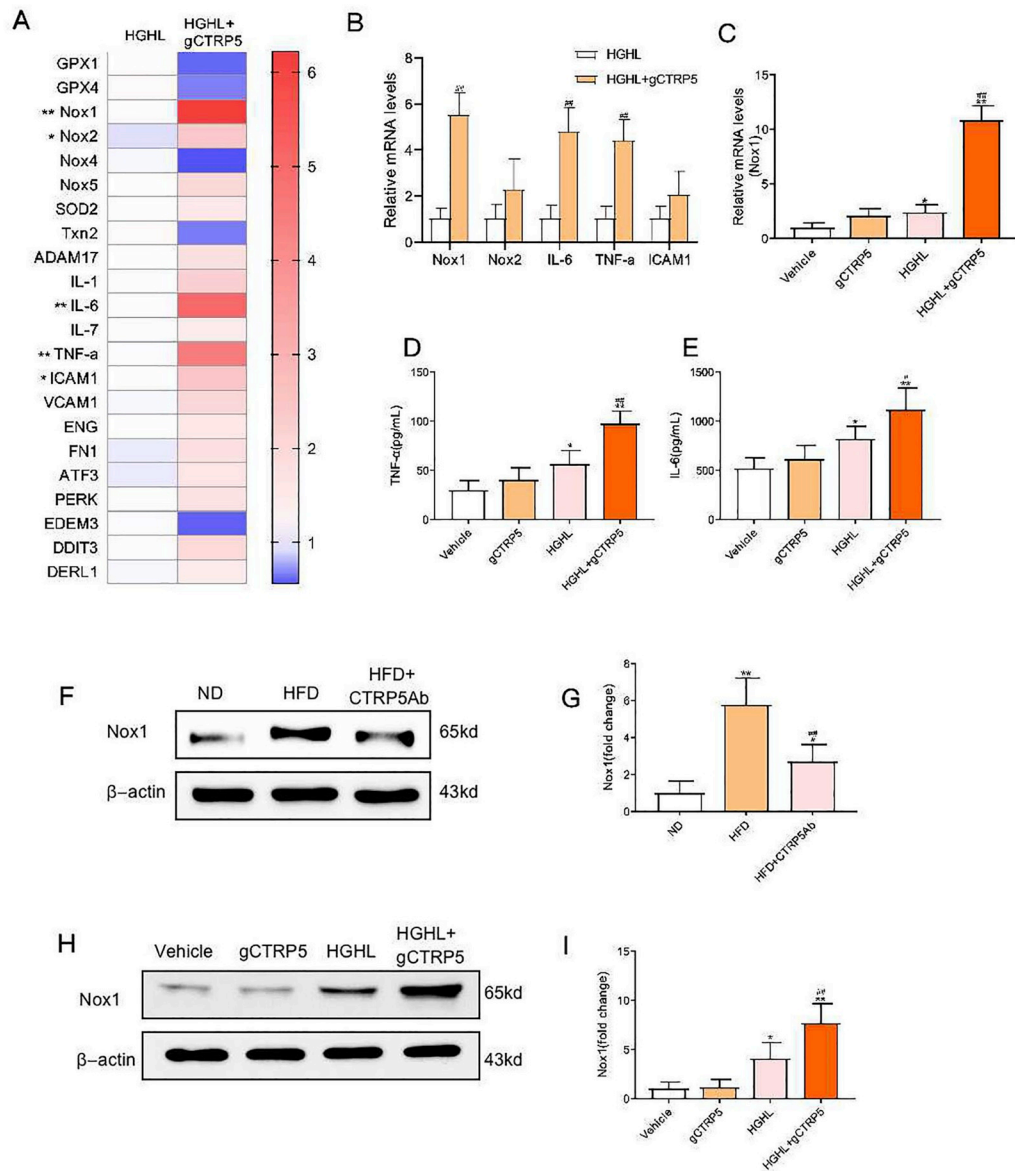 A
HGHL
HGHL+
gCTRP5
GPX1
GPX4
** Nox1
* Nox2
Nox4
Nox5
SOD2
Txn2
ADAM17
IL-1
** IL-6
IL-7
** TNF-a
* ICAM1
VCAM1
ENG
FN1
ATF3
PERK
EDEM3
DDIT3
DERL1
6
5
4
3
2
1
B
HGHL
HGHL+gCTRP5
Relative mRNA levels
8
6
4
2
0
##
##
##
Nox1
Nox2
IL-6
TNF-a
ICAM1
C
Relative mRNA levels
(Nox1)
15
10
5
0
*
##
**
Vehicle
gCTRP5
HGHL
HGHL+gCTRP5
D
TNF-α(pg/mL)
150
100
50
0
*
##
**
Vehicle
gCTRP5
HGHL
HGHL+gCTRP5
E
IL-6(pg/mL)
1500
1000
500
0
*
#
**
Vehicle
gCTRP5
HGHL
HGHL+gCTRP5
F
ND
HFD
HFD+
CTRP5Ab
Nox1
65kd
β-actin
43kd
G
Nox1(fold change)
8
6
4
2
0
**
##
#
ND
HFD
HFD+CTRP5Ab
H
Vehicle
gCTRP5
HGHL
HGHL+
gCTRP5
Nox1
65kd
β-actin
43kd
I
Nox1(fold change)
15
10
5
0
*
##
**
Vehicle
gCTRP5
HGHL
HGHL+gCTRP5